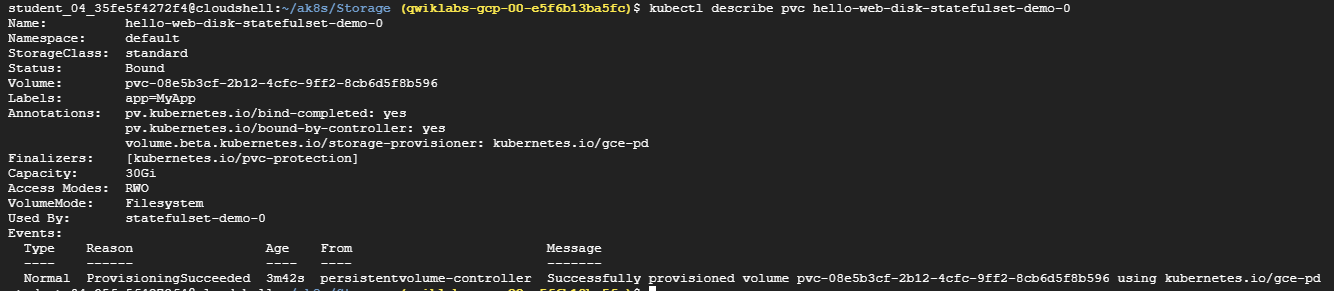 student_04_35fe5f4272f4@cloudshell:~/ak8s/Storage (qwiklabs-gcp-00-e5f6b13ba5fc)$ kubectl describe pvc hello-web-disk-statefulset-demo-0
Name:          hello-web-disk-statefulset-demo-0
Namespace:     default
StorageClass:  standard
Status:        Bound
Volume:        pvc-08e5b3cf-2b12-4cfc-9ff2-8cb6d5f8b596
Labels:        app=MyApp
Annotations:   pv.kubernetes.io/bind-completed: yes
               pv.kubernetes.io/bound-by-controller: yes
               volume.beta.kubernetes.io/storage-provisioner: kubernetes.io/gce-pd
Finalizers:    [kubernetes.io/pvc-protection]
Capacity:      30Gi
Access Modes:  RWO
VolumeMode:    Filesystem
Used By:       statefulset-demo-0
Events:
  Type    Reason                 Age    From                         Message
  ----    ------                 ----   ----                         -------
  Normal  ProvisioningSucceeded  3m42s  persistentvolume-controller  Successfully provisioned volume pvc-08e5b3cf-2b12-4cfc-9ff2-8cb6d5f8b596 using kubernetes.io/gce-pd